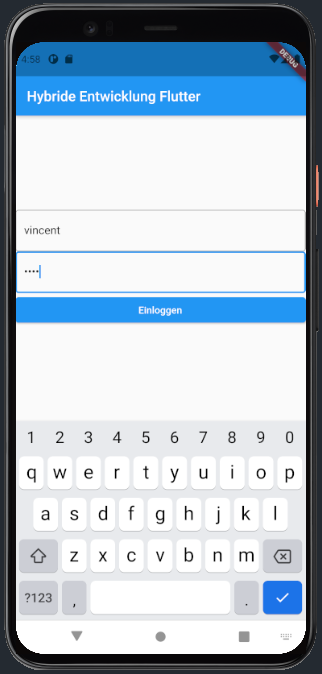 4:58
DEBUG
Hybride Entwicklung Flutter
vincent
••••
Einloggen
1 2 3 4 5 6 7 8 9 0
q w e r t y u i o p
a s d f g h j k l
z x c v b n m
?123 , .